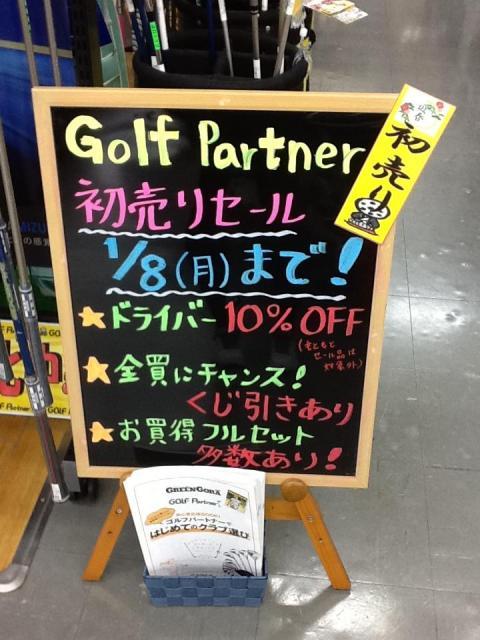 Golf Partner
初売り
初売りセール
1/8(月)まで!
★ドライバー 10%OFF
(もともと
セール品は
対象外)
★全買にチャンス!
くじ引きあり
★お買得フルセット
多数あり!
GREENGORA
GOLF Partner
ゴルフパートナーで
はじめてのクラブ選び
MIZU